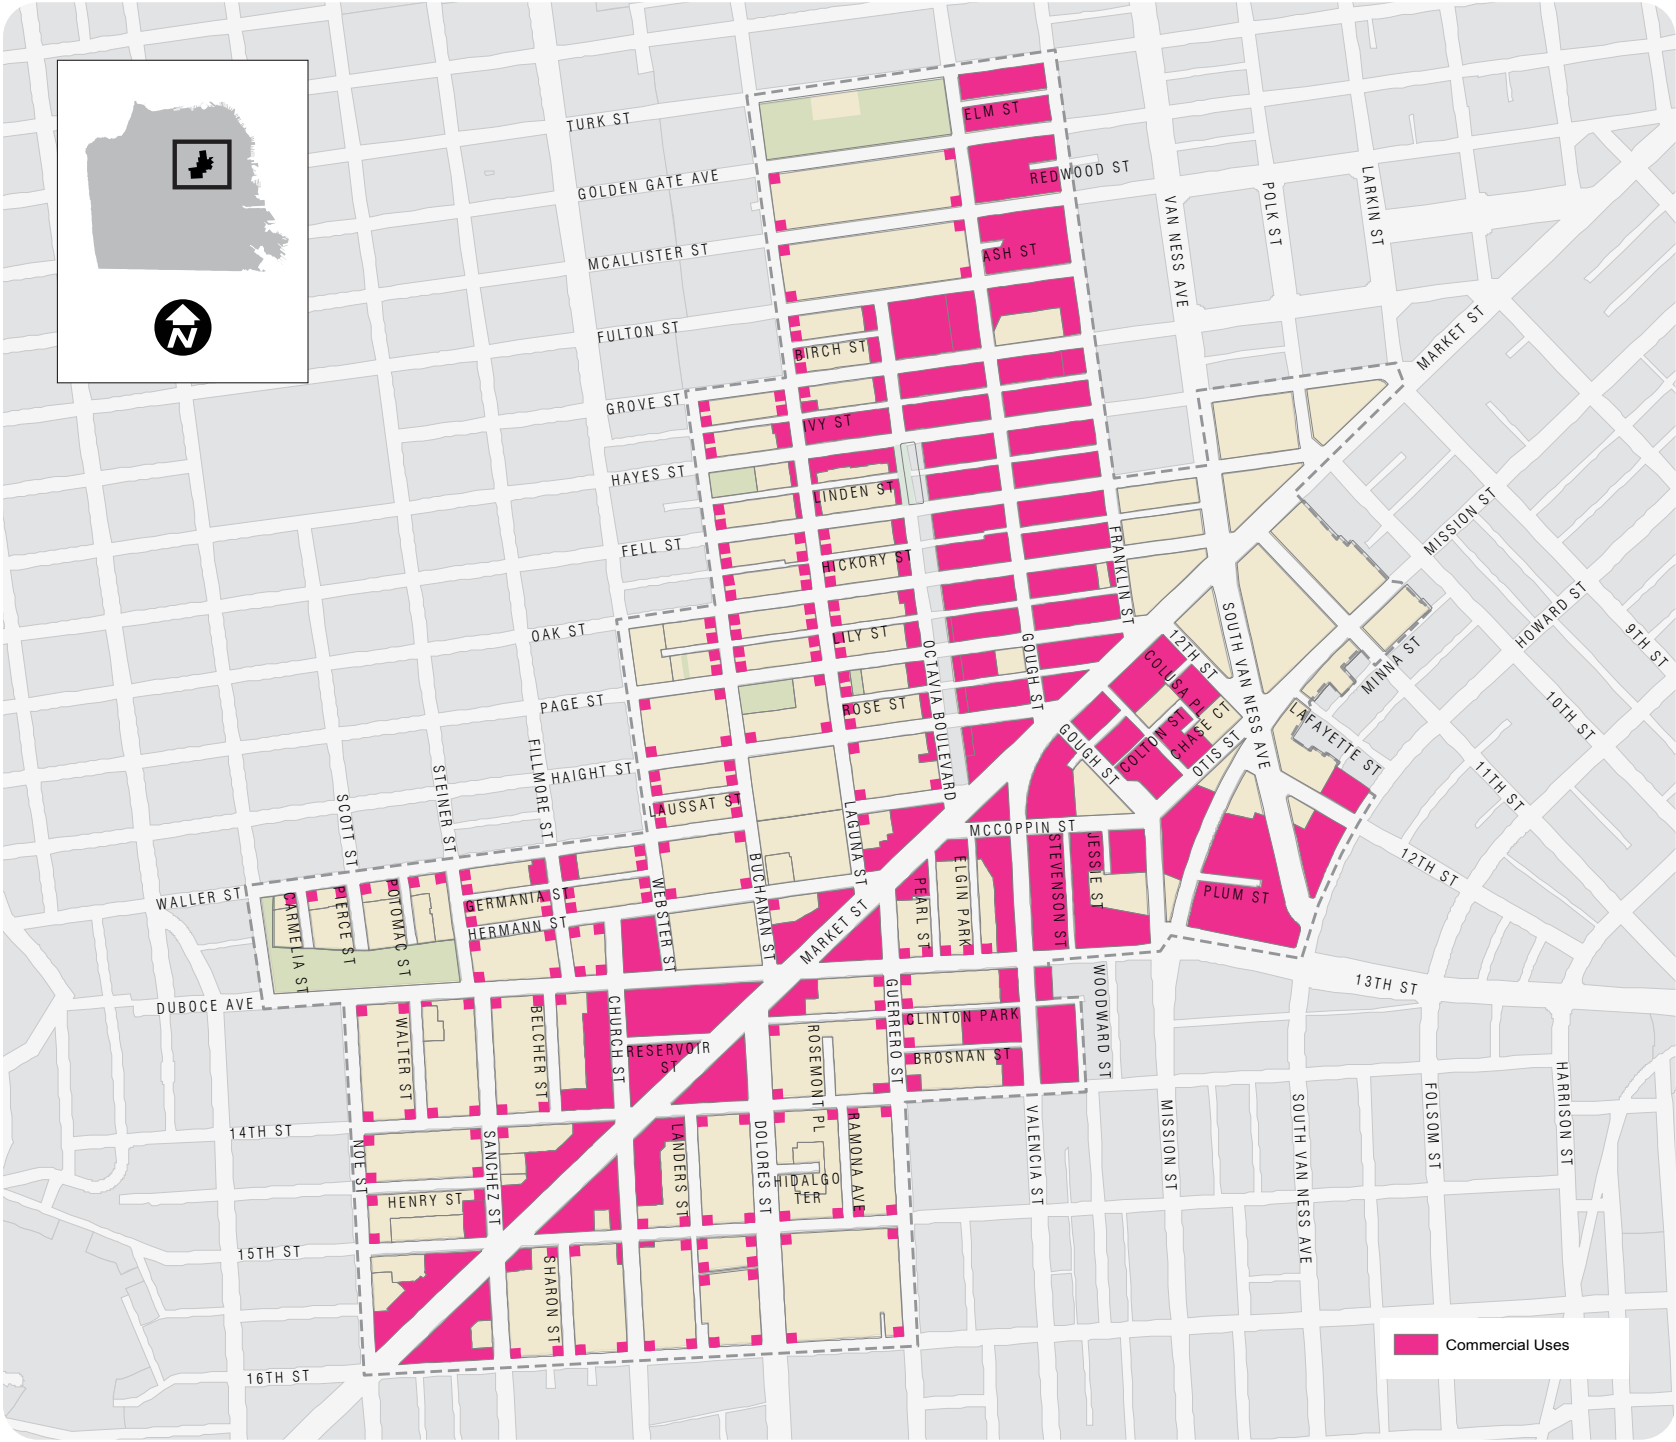 TURK ST
ELM ST
GOLDEN GATE AVE
REDWOOD ST
MCALLISTER ST
ASH ST
VAN NESS AVE
POLK ST
LARKIN ST
N
FULTON ST
BIRCH ST
MARKET ST
GROVE ST
IVY ST
HAYES ST
LINDEN ST
MISSION ST
FELL ST
HICKORY ST
FRANKLIN ST
HOWARD ST
9TH ST
OAK ST
LILY ST
OCTAVIA BOULEVARD
GOUGH ST
12TH ST
SOUTH VAN NESS AVE
MINNA ST
COLUSA PL
PAGE ST
ROSE ST
10TH ST
LAFAYETTE ST
CHASE CT
COLTON ST
OTIS ST
GOUGH ST
FILLMORE ST
STEINER ST
SCOTT ST
HAIGHT ST
11TH ST
LAUSSAT ST
LAGUNA ST
MCCOPPIN ST
STEVENSON ST
JESSIE ST
12TH ST
WALLER ST
CARMELIA ST
PIERCE ST
POTOMAC ST
GERMANIA ST
HERMANN ST
WEBSTER ST
BUCHANAN ST
MARKET ST
PEARL ST
ELGIN PARK
PLUM ST
DUBOCE AVE
13TH ST
WOODWARD ST
WALTER ST
BELCHER ST
CHURCH ST
RESERVOIR
ST
ROSEMONT PL
GUERRERO ST
CLINTON PARK
BROSNAN ST
14TH ST
NOE ST
SANCHEZ ST
LANDERS ST
DOLORES ST
HIDALGO
TER
RAMONA AVE
VALENCIA ST
MISSION ST
SOUTH VAN NESS AVE
FOLSOM ST
HARRISON ST
HENRY ST
15TH ST
SHARON ST
16TH ST
Commercial Uses